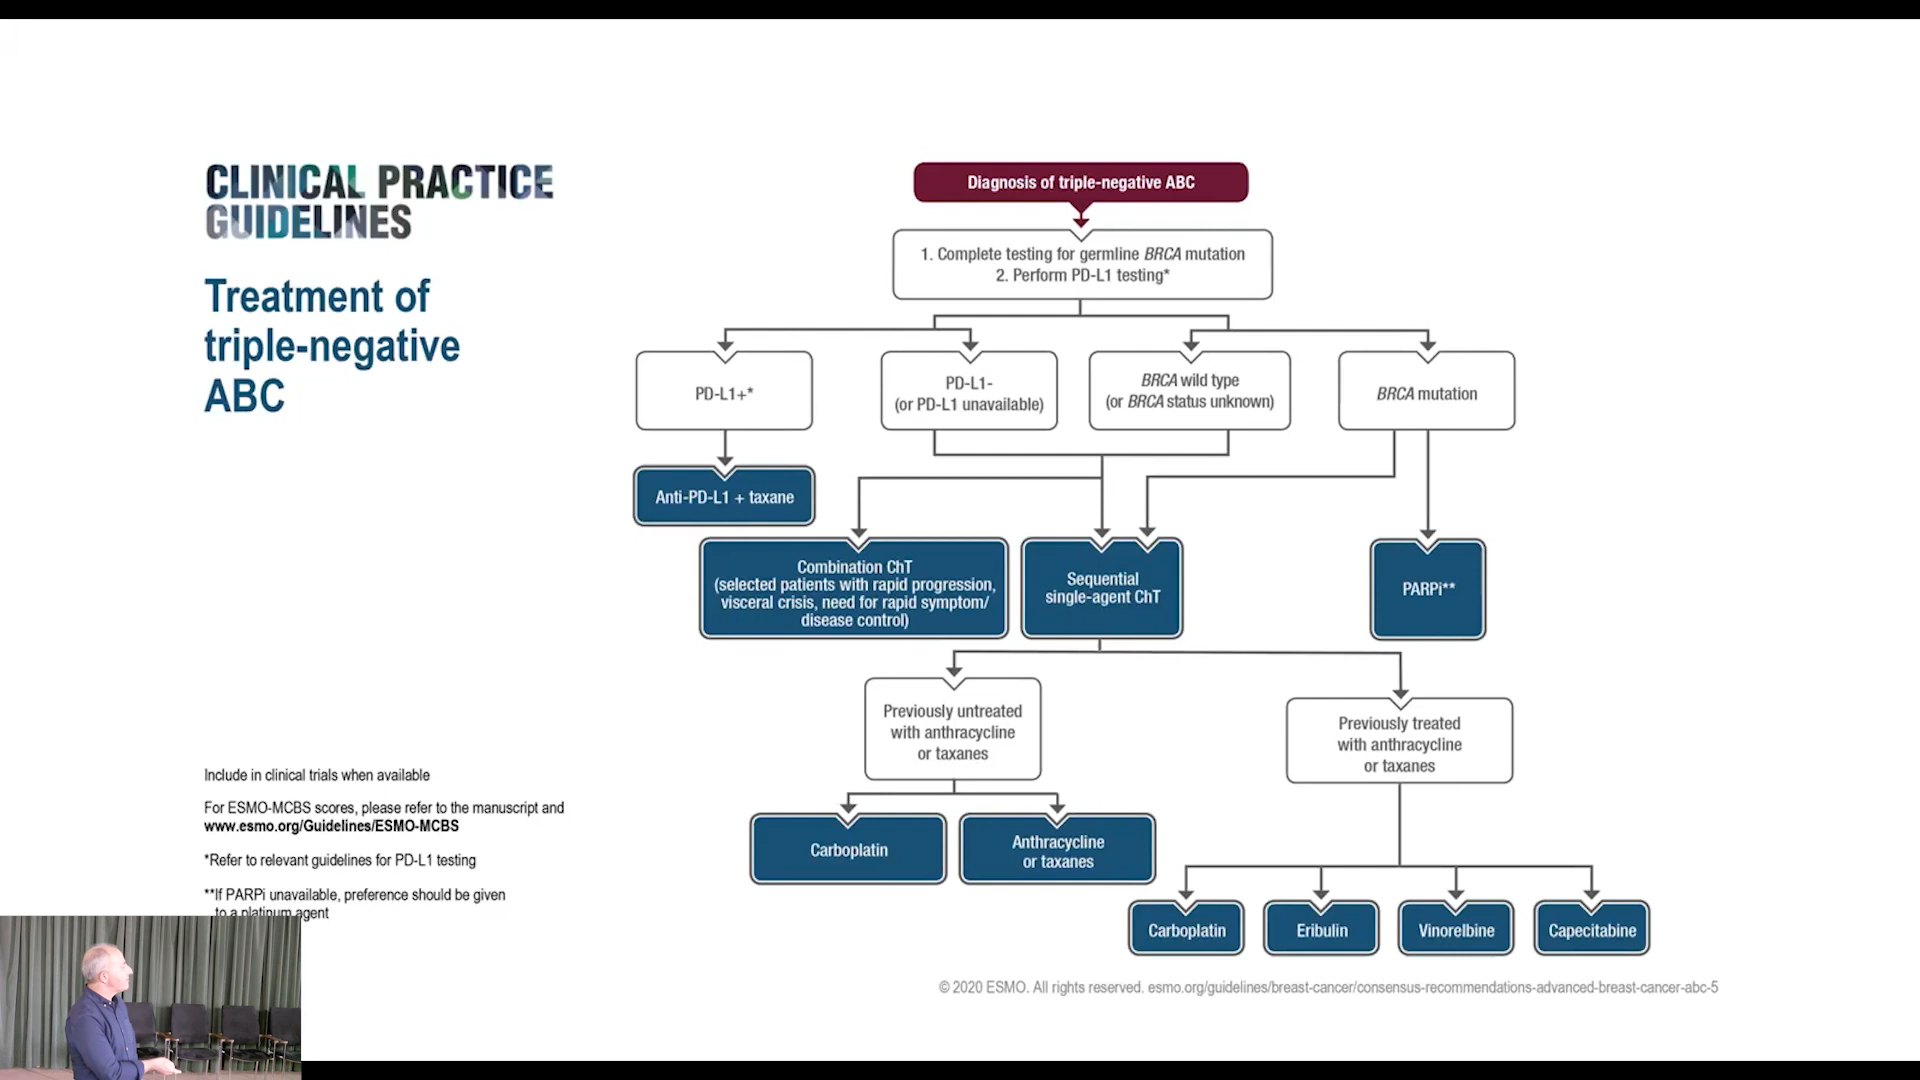 CLINICAL PRACTICE
GUIDELINES
Treatment of
triple-negative
ABC
Diagnosis of triple-negative ABC
1. Complete testing for germline BRCA mutation
2. Perform PD-L1 testing*
PD-L1+*
PD-L1-
(or PD-L1 unavailable)
BRCA wild type
(or BRCA status unknown)
BRCA mutation
Anti-PD-L1 + taxane
Combination ChT
(selected patients with rapid progression,
visceral crisis, need for rapid symptom/
disease control)
Sequential
single-agent ChT
PARPi**
Previously untreated
with anthracycline
or taxanes
Previously treated
with anthracycline
or taxanes
Carboplatin
Anthracycline
or taxanes
Carboplatin
Eribulin
Vinorelbine
Capecitabine
Include in clinical trials when available
For ESMO-MCBS scores, please refer to the manuscript and
www.esmo.org/Guidelines/ESMO-MCBS
*Refer to relevant guidelines for PD-L1 testing
**If PARPi unavailable, preference should be given
to a platinum agent
© 2020 ESMO. All rights reserved. esmo.org/guidelines/breast-cancer/consensus-recommendations-advanced-breast-cancer-abc-5